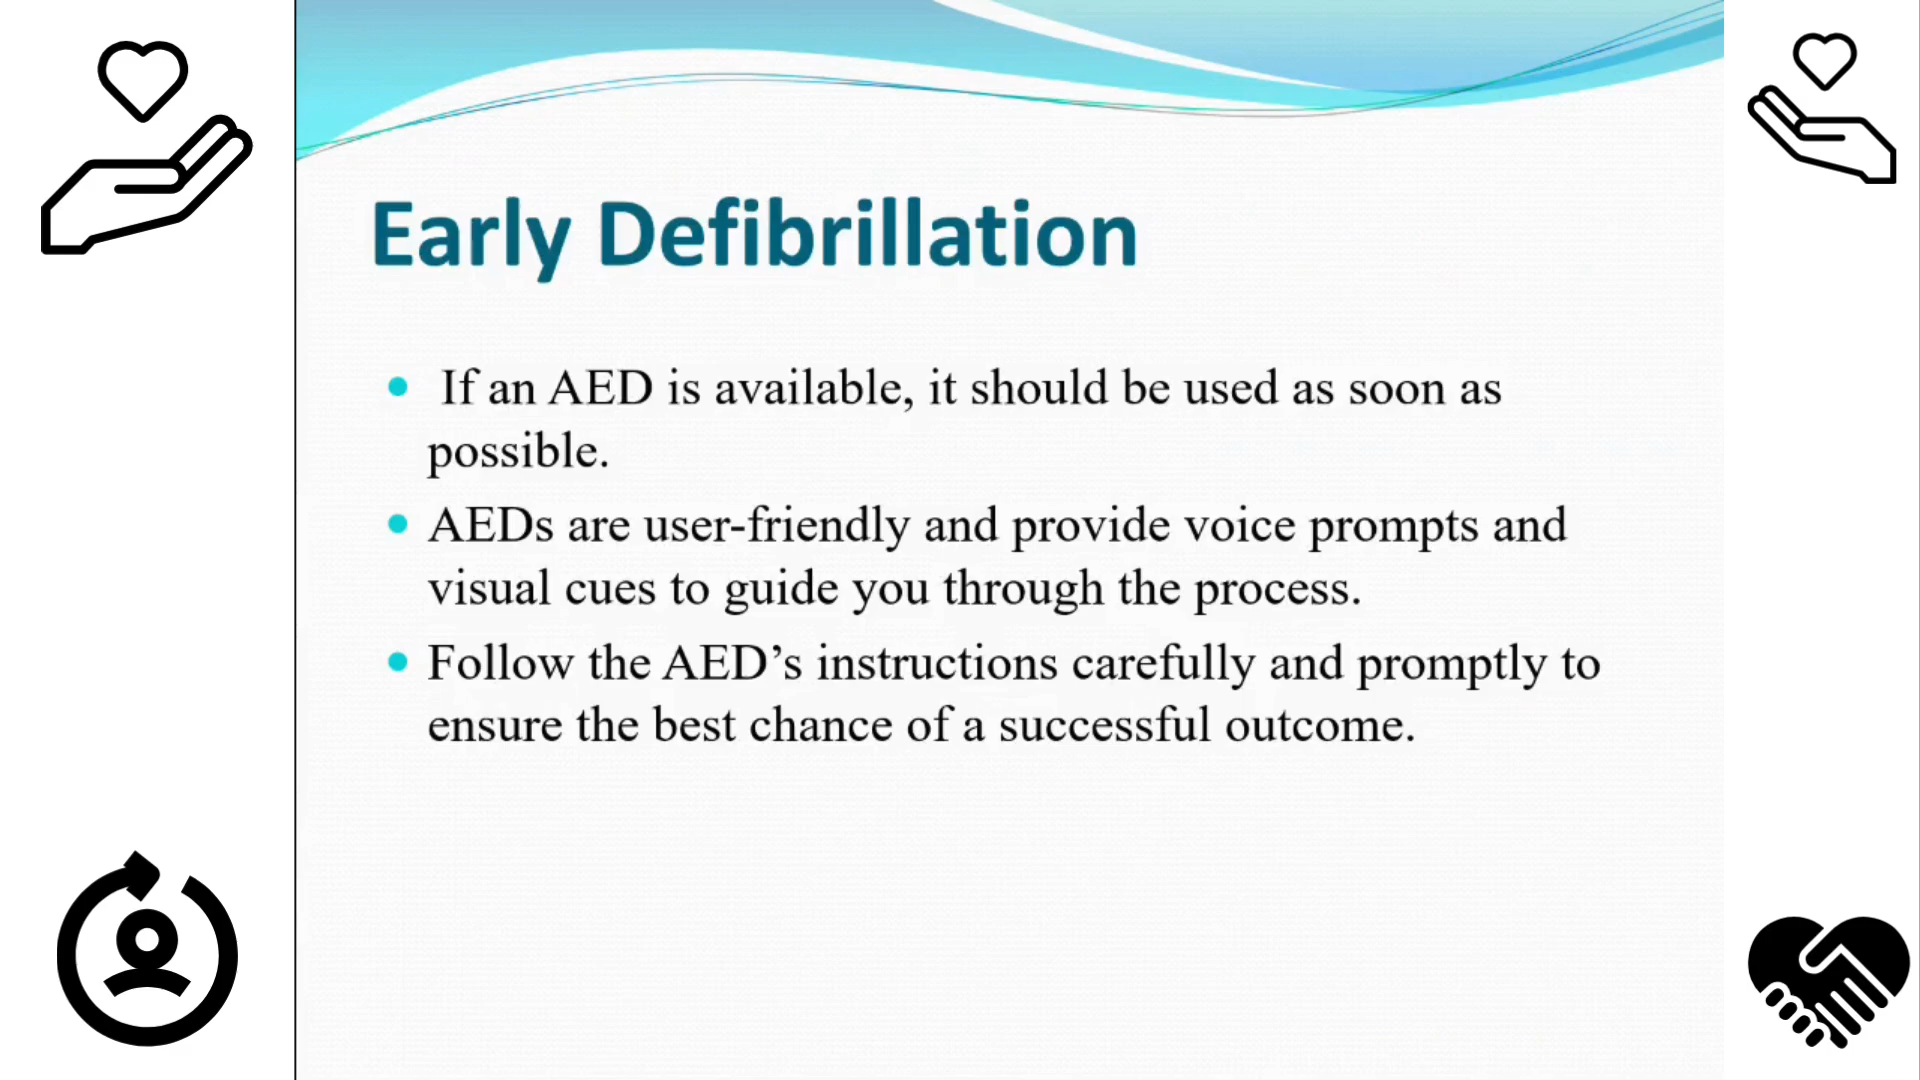 Early Defibrillation
If an AED is available, it should be used as soon as
possible.
AEDs are user-friendly and provide voice prompts and
visual cues to guide you through the process.
Follow the AED’s instructions carefully and promptly to
ensure the best chance of a successful outcome.